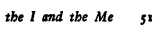 the I and the Me 51